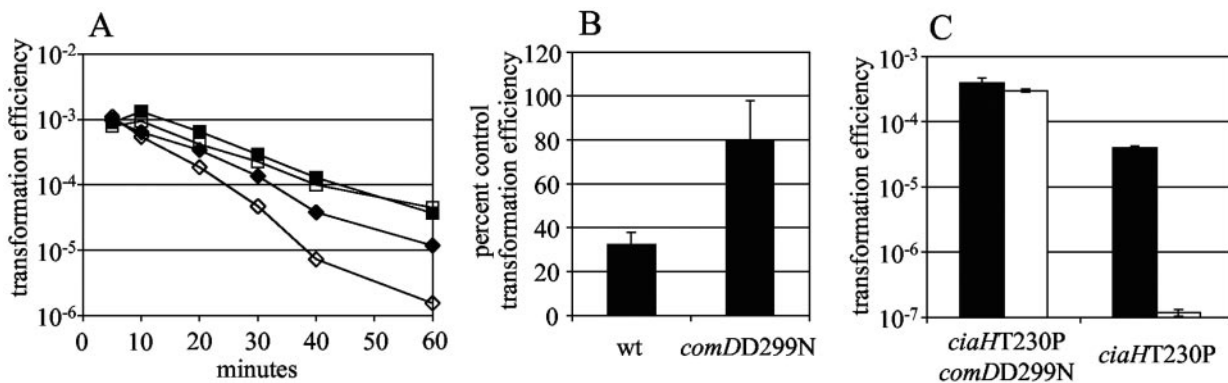 A
transformation efficiency
10-2
10-3
10-4
10-5
10-6
0 10 20 30 40 50 60
minutes
B
percent control
transformation efficiency
120
100
80
60
40
20
0
wt comDD299N
C
transformation efficiency
10-3
10-4
10-5
10-6
10-7
ciaHT230P
comDD299N
ciaHT230P